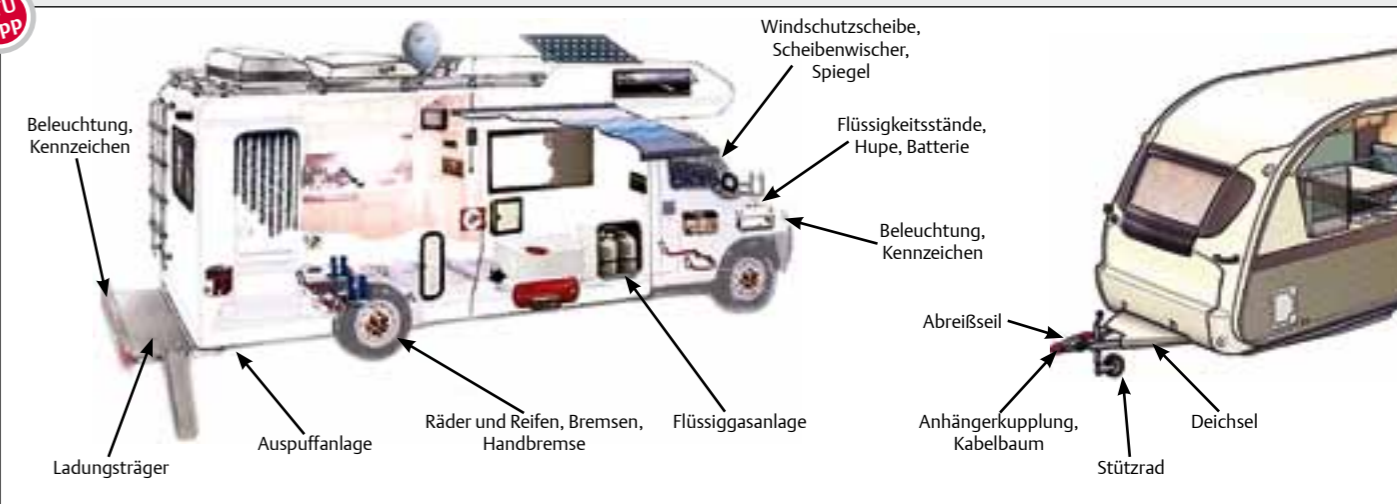 Windschutzscheibe,
Scheibenwischer,
Spiegel
Beleuchtung,
Kennzeichen
Flüssigkeitsstände,
Hupe, Batterie
Beleuchtung,
Kennzeichen
Abreißseil
Räder und Reifen, Bremsen,
Handbremse
Flüssiggasanlage
Anhängerkupplung,
Kabelbaum
Deichsel
Auspuffanlage
Ladungsträger
Stützrad